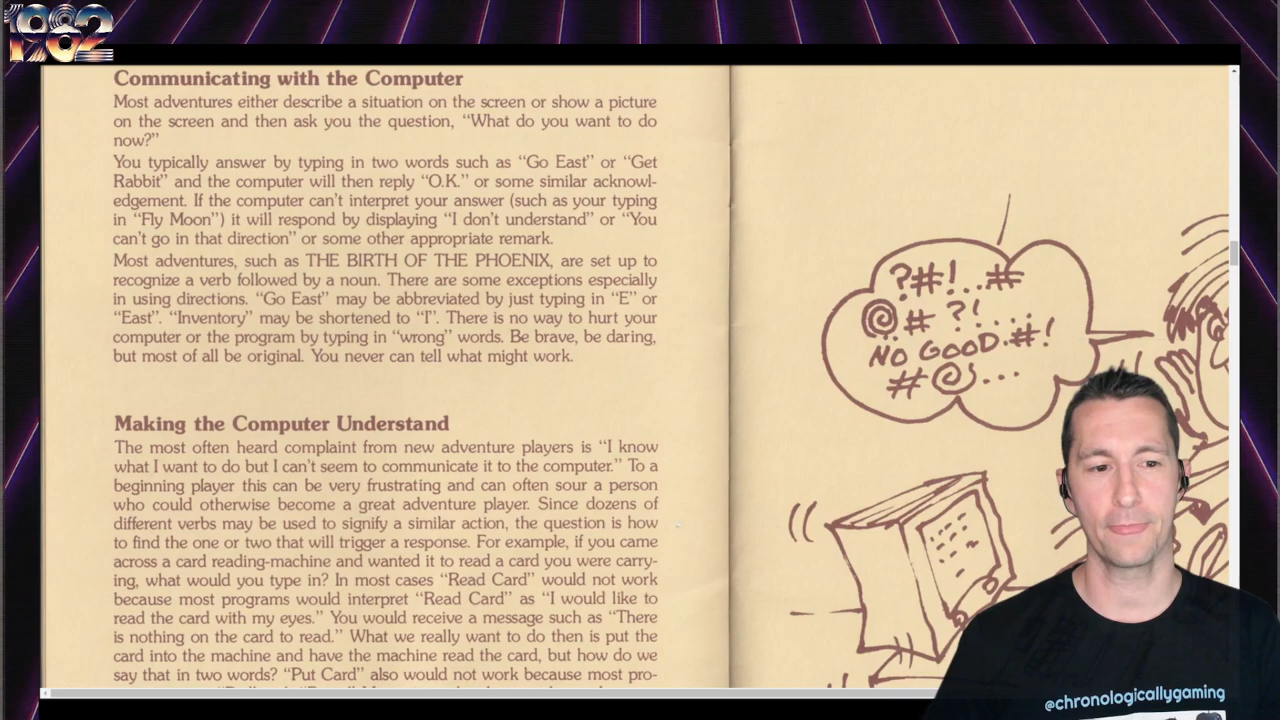 1982
Communicating with the Computer
Most adventures either describe a situation on the screen or show a picture
on the screen and then ask you the question, “What do you want to do
now?”
You typically answer by typing in two words such as “Go East” or “Get
Rabbit” and the computer will then reply “O.K.” or some similar acknowl-
edgement. If the computer can’t interpret your answer (such as your typing
in “Fly Moon”) it will respond by displaying “I don’t understand” or “You
can’t go in that direction” or some other appropriate remark.
Most adventures, such as THE BIRTH OF THE PHOENIX, are set up to
recognize a verb followed by a noun. There are some exceptions especially
in using directions. “Go East” may be abbreviated by just typing in “E” or
“East”. “Inventory” may be shortened to “I”. There is no way to hurt your
computer or the program by typing in “wrong” words. Be brave, be daring,
but most of all be original. You never can tell what might work.
Making the Computer Understand
The most often heard complaint from new adventure players is “I know
what I want to do but I can’t seem to communicate it to the computer.” To a
beginning player this can be very frustrating and can often sour a person
who could otherwise become a great adventure player. Since dozens of
different verbs may be used to signify a similar action, the question is how
to find the one or two that will trigger a response. For example, if you came
across a card reading-machine and wanted it to read a card you were carry-
ing, what would you type in? In most cases “Read Card” would not work
because most programs would interpret “Read Card” as “I would like to
read the card with my eyes.” You would receive a message such as “There
is nothing on the card to read.” What we really want to do then is put the
card into the machine and have the machine read the card, but how do we
say that in two words? “Put Card” also would not work because most pro-
?#!..#
@# ?!....
NO GOOD.#!
#@...
@chronologicallygaming